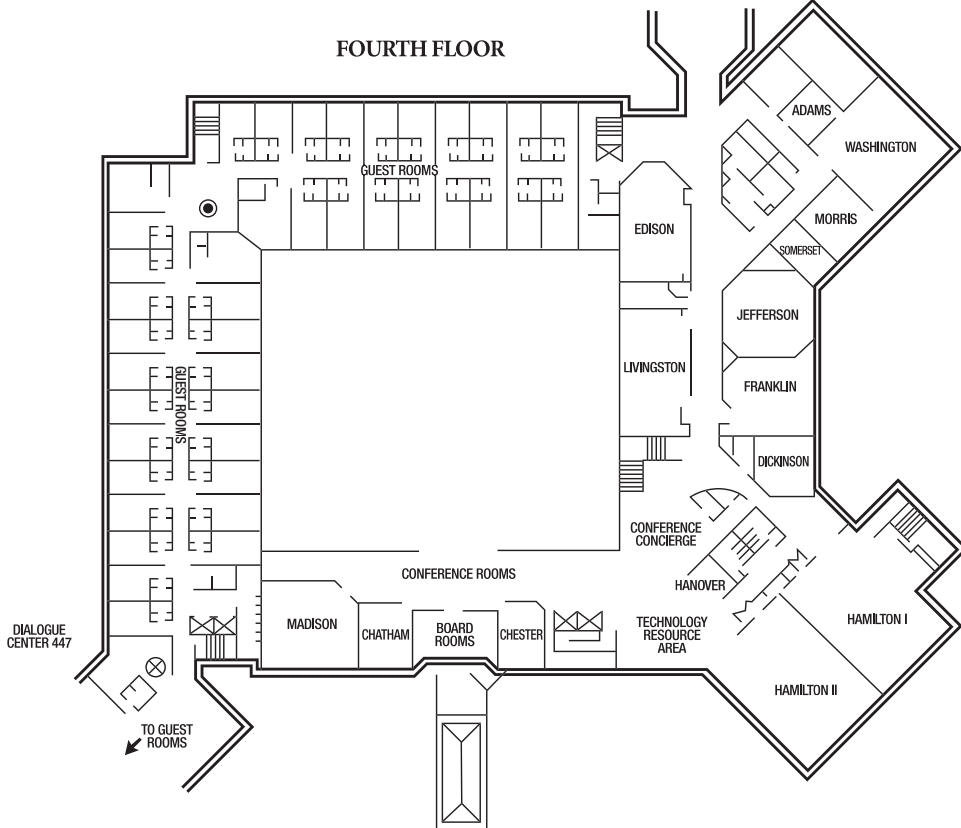 FOURTH FLOOR
ADAMS
WASHINGTON
GUEST ROOMS
MORRIS
EDISON
SOMERSET
JEFFERSON
LIVINGSTON
GUEST ROOMS
FRANKLIN
DICKINSON
CONFERENCE
CONCIERGE
CONFERENCE ROOMS
HANOVER
DIALOGUE
CENTER 447
MADISON
CHATHAM
BOARD
ROOMS
CHESTER
TECHNOLOGY
RESOURCE
AREA
HAMILTON I
HAMILTON II
TO GUEST
ROOMS